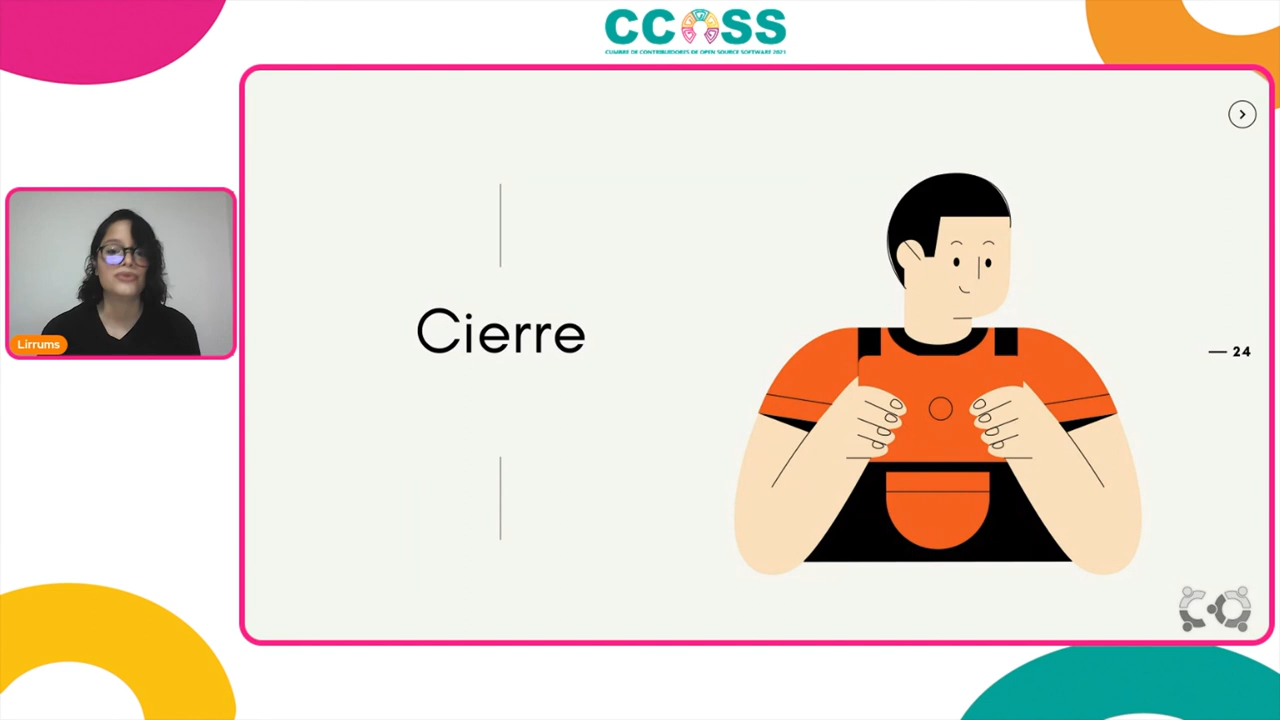 CCOSS
CUMBRE DE CONTRIBUIDORES DE OPEN SOURCE SOFTWARE 2021
Lirrums
Cierre
24